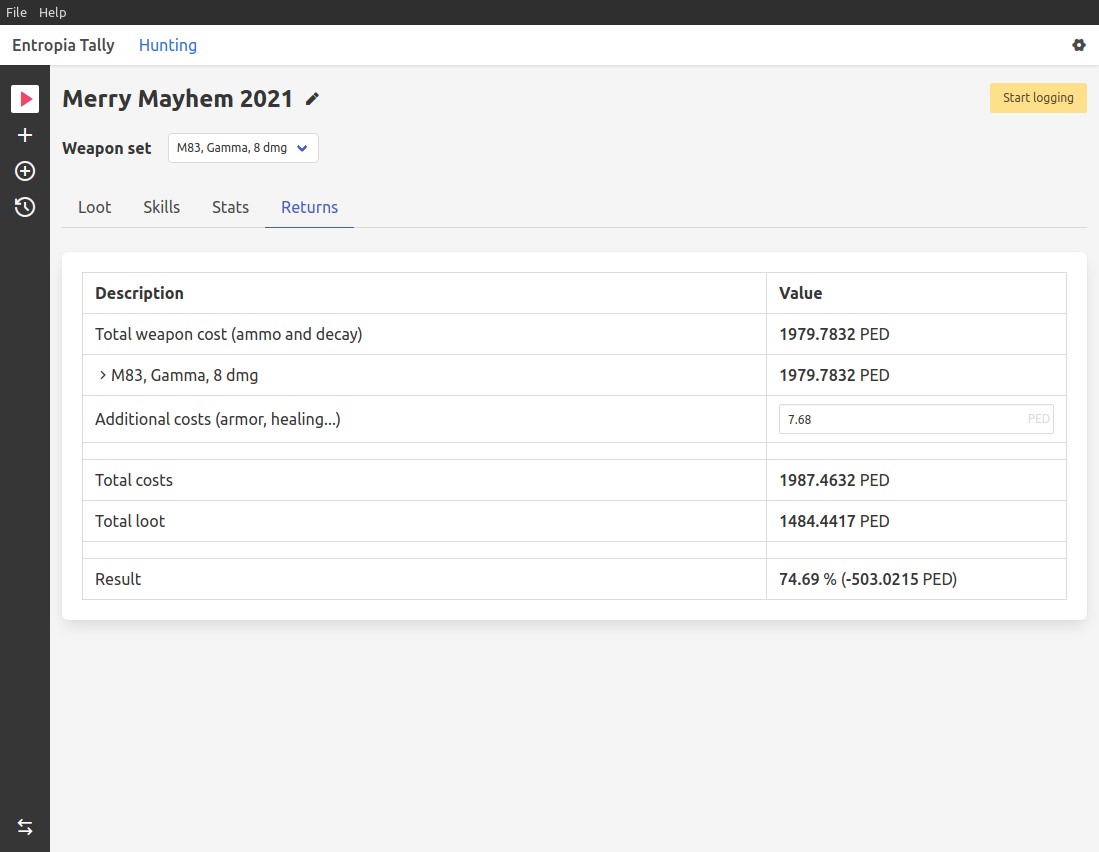 File Help
Entropia Tally Hunting
Merry Mayhem 2021
Start logging
Weapon set M83, Gamma, 8 dmg
Loot Skills Stats Returns
Description Value
Total weapon cost (ammo and decay) 1979.7832 PED
M83, Gamma, 8 dmg 1979.7832 PED
Additional costs (armor, healing...) 7.68 PED
Total costs 1987.4632 PED
Total loot 1484.4417 PED
Result 74.69 % (-503.0215 PED)